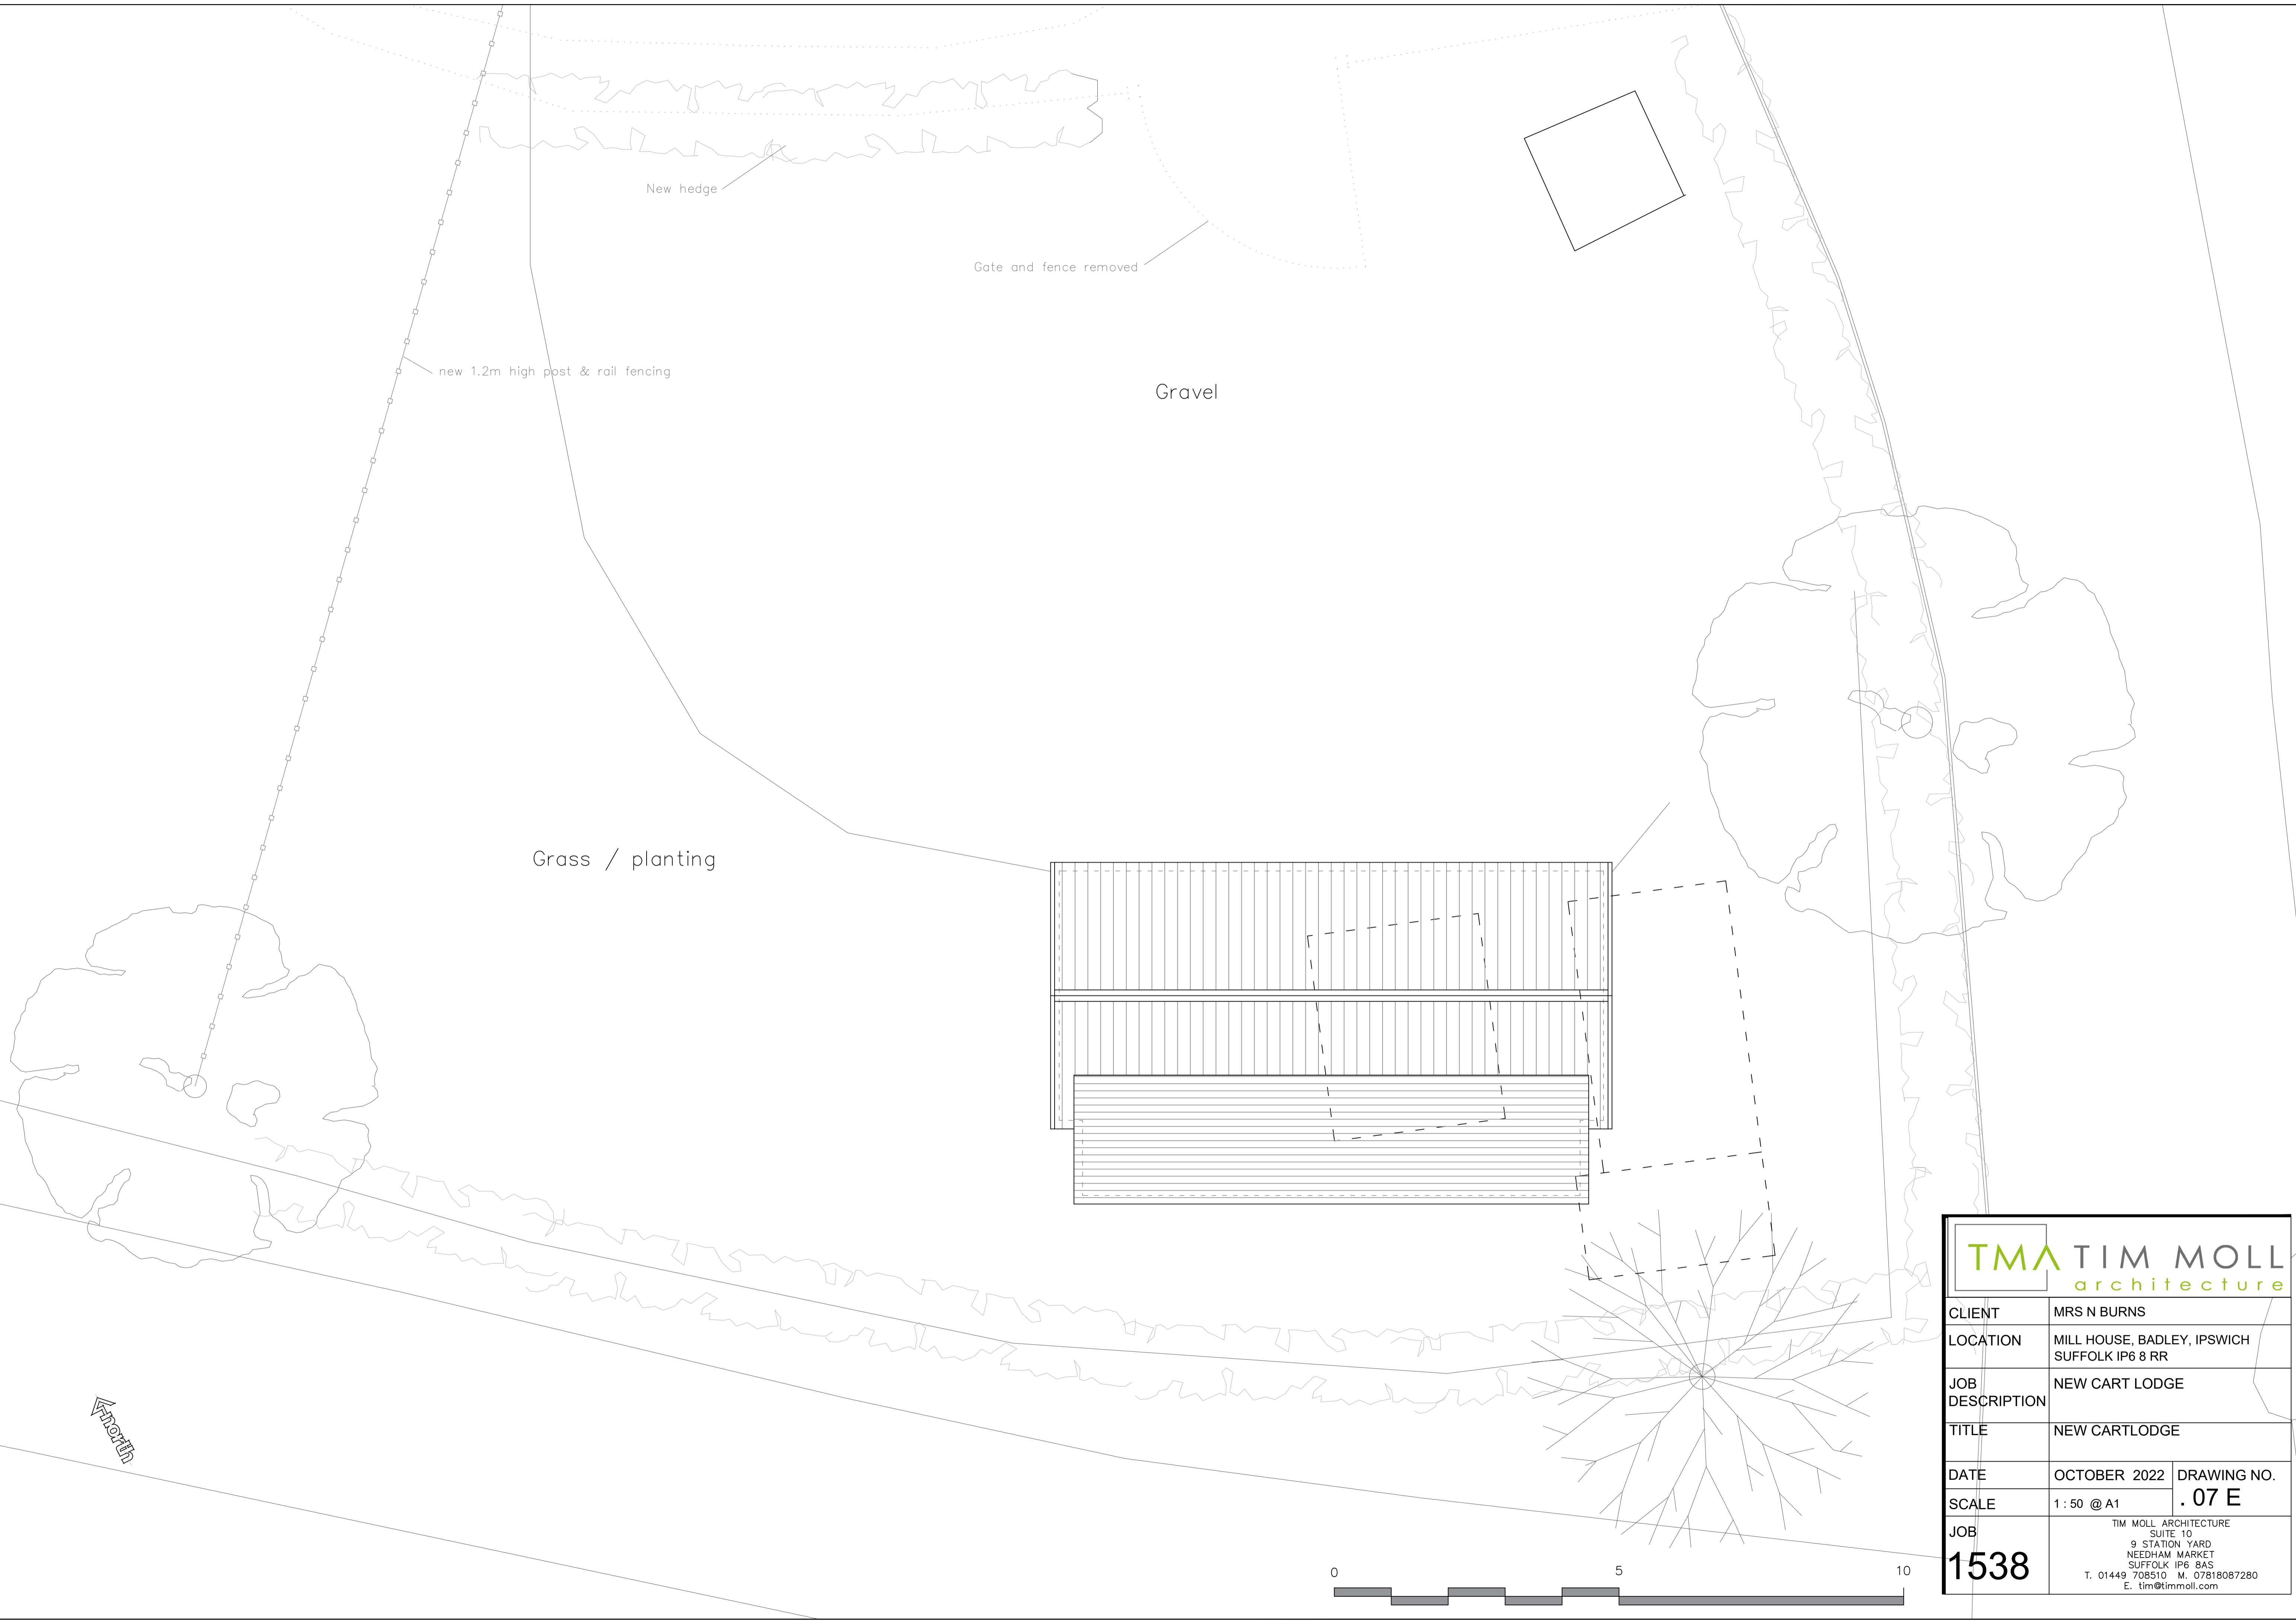 New hedge
Gate and fence removed
new 1.2m high post & rail fencing
Gravel
Grass / planting
north
0 5 10
TMA TIM MOLL
architecture
CLIENT MRS N BURNS
LOCATION MILL HOUSE, BADLEY, IPSWICH
SUFFOLK IP6 8 RR
JOB DESCRIPTION NEW CART LODGE
TITLE NEW CARTLODGE
DATE OCTOBER 2022 DRAWING NO.
SCALE 1 : 50 @ A1 . 07 E
JOB
1538
TIM MOLL ARCHITECTURE
SUITE 10
9 STATION YARD
NEEDHAM MARKET
SUFFOLK IP6 8AS
T. 01449 708510 M. 07818087280
E. tim@timmoll.com